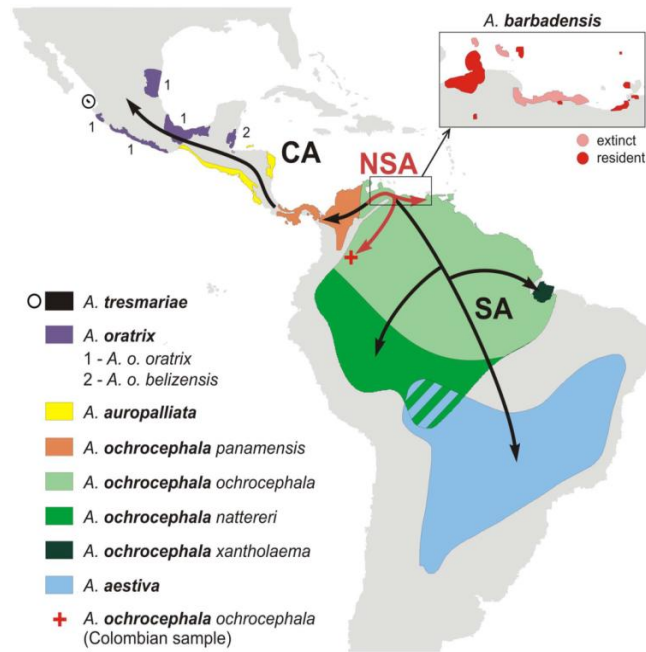 A. barbadensis
extinct
resident
1
1
1
1
2
CA
NSA
SA
A. tresmariae
A. oratrix
1 - A. o. oratrix
2 - A. o. belizensis
A. auropalliata
A. ochrocephala panamensis
A. ochrocephala ochrocephala
A. ochrocephala nattereri
A. ochrocephala xantholaema
A. aestiva
A. ochrocephala ochrocephala
(Colombian sample)